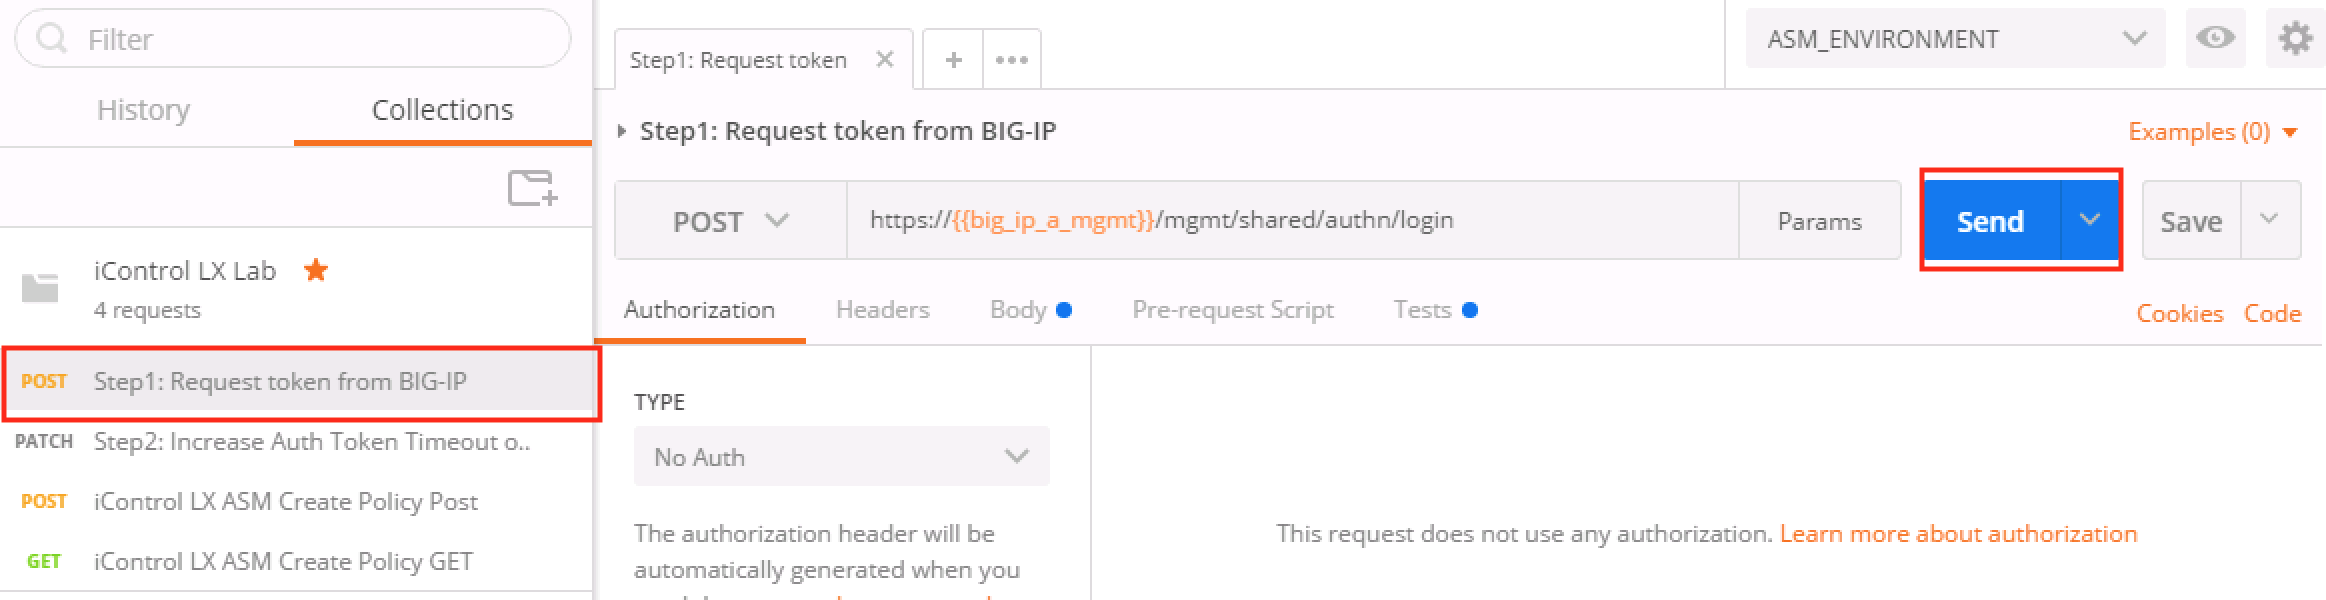 Filter
History
Collections
iControl LX Lab
4 requests
POST Step1: Request token from BIG-IP
PATCH Step2: Increase Auth Token Timeout o..
POST iControl LX ASM Create Policy Post
GET iControl LX ASM Create Policy GET
Step1: Request token
ASM_ENVIRONMENT
Step1: Request token from BIG-IP
Examples (0)
POST
https://{{big_ip_a_mgmt}}/mgmt/shared/authn/login
Params
Send
Save
Authorization
Headers
Body
Pre-request Script
Tests
Cookies
Code
TYPE
No Auth
The authorization header will be
automatically generated when you
This request does not use any authorization. Learn more about authorization